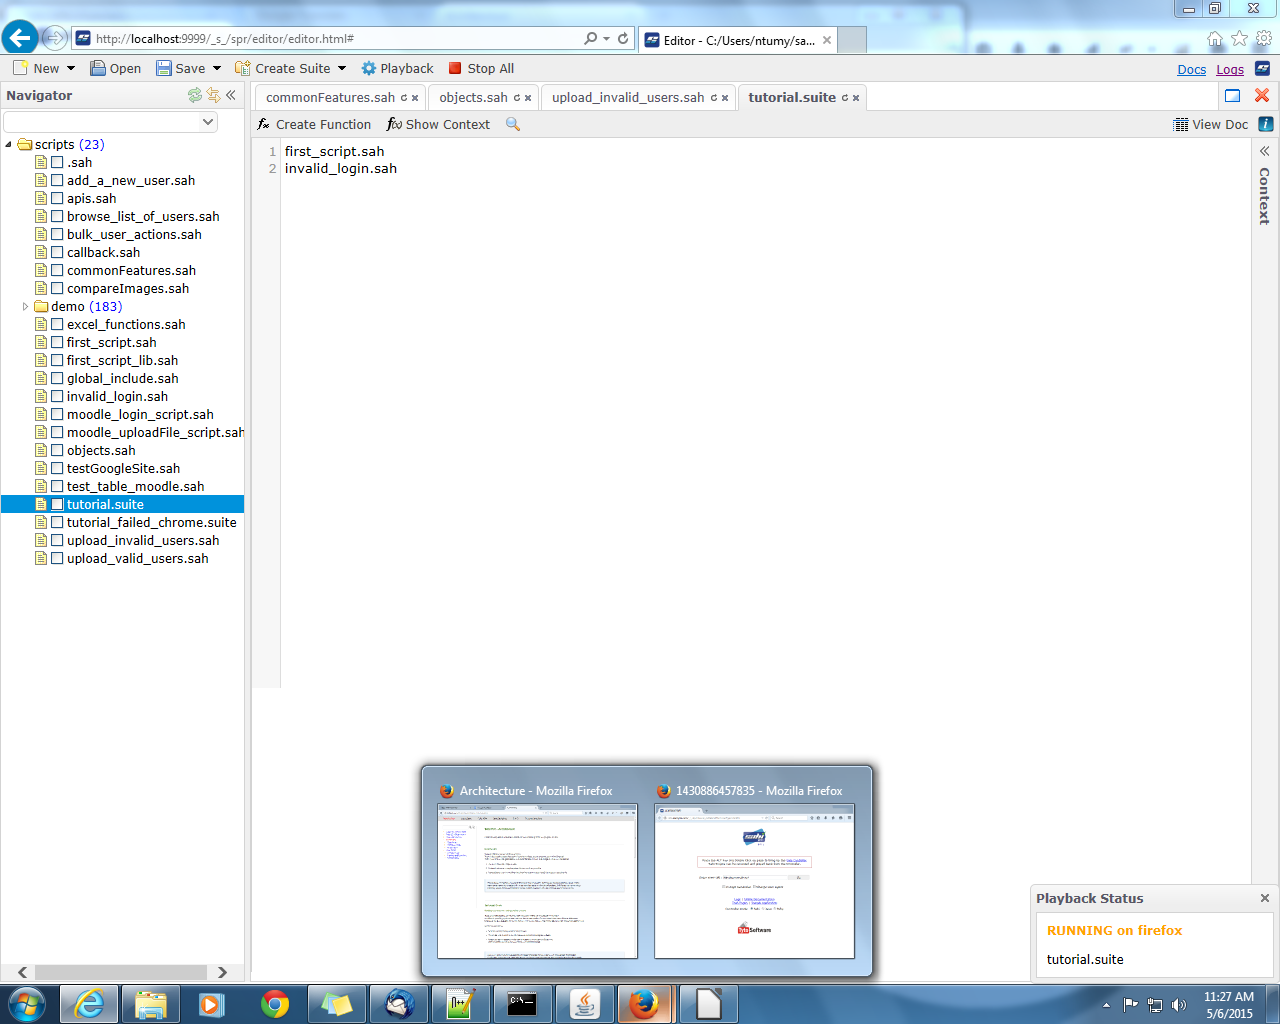 http://localhost:9999/_s_/spr/editor/editor.html#
Editor - C:/Users/ntumy/sa...
New
Open
Save
Create Suite
Playback
Stop All
Docs
Logs
Navigator
commonFeatures.sah
objects.sah
upload_invalid_users.sah
tutorial.suite
Create Function
Show Context
View Doc
scripts (23)
.sah
add_a_new_user.sah
apis.sah
browse_list_of_users.sah
bulk_user_actions.sah
callback.sah
commonFeatures.sah
compareImages.sah
demo (183)
excel_functions.sah
first_script.sah
first_script_lib.sah
global_include.sah
invalid_login.sah
moodle_login_script.sah
moodle_uploadFile_script.sah
objects.sah
testGoogleSite.sah
test_table_moodle.sah
tutorial.suite
tutorial_failed_chrome.suite
upload_invalid_users.sah
upload_valid_users.sah
1 first_script.sah
2 invalid_login.sah
Context
Architecture - Mozilla Firefox
1430886457835 - Mozilla Firefox
Software
Playback Status
RUNNING on firefox
tutorial.suite
11:27 AM
5/6/2015